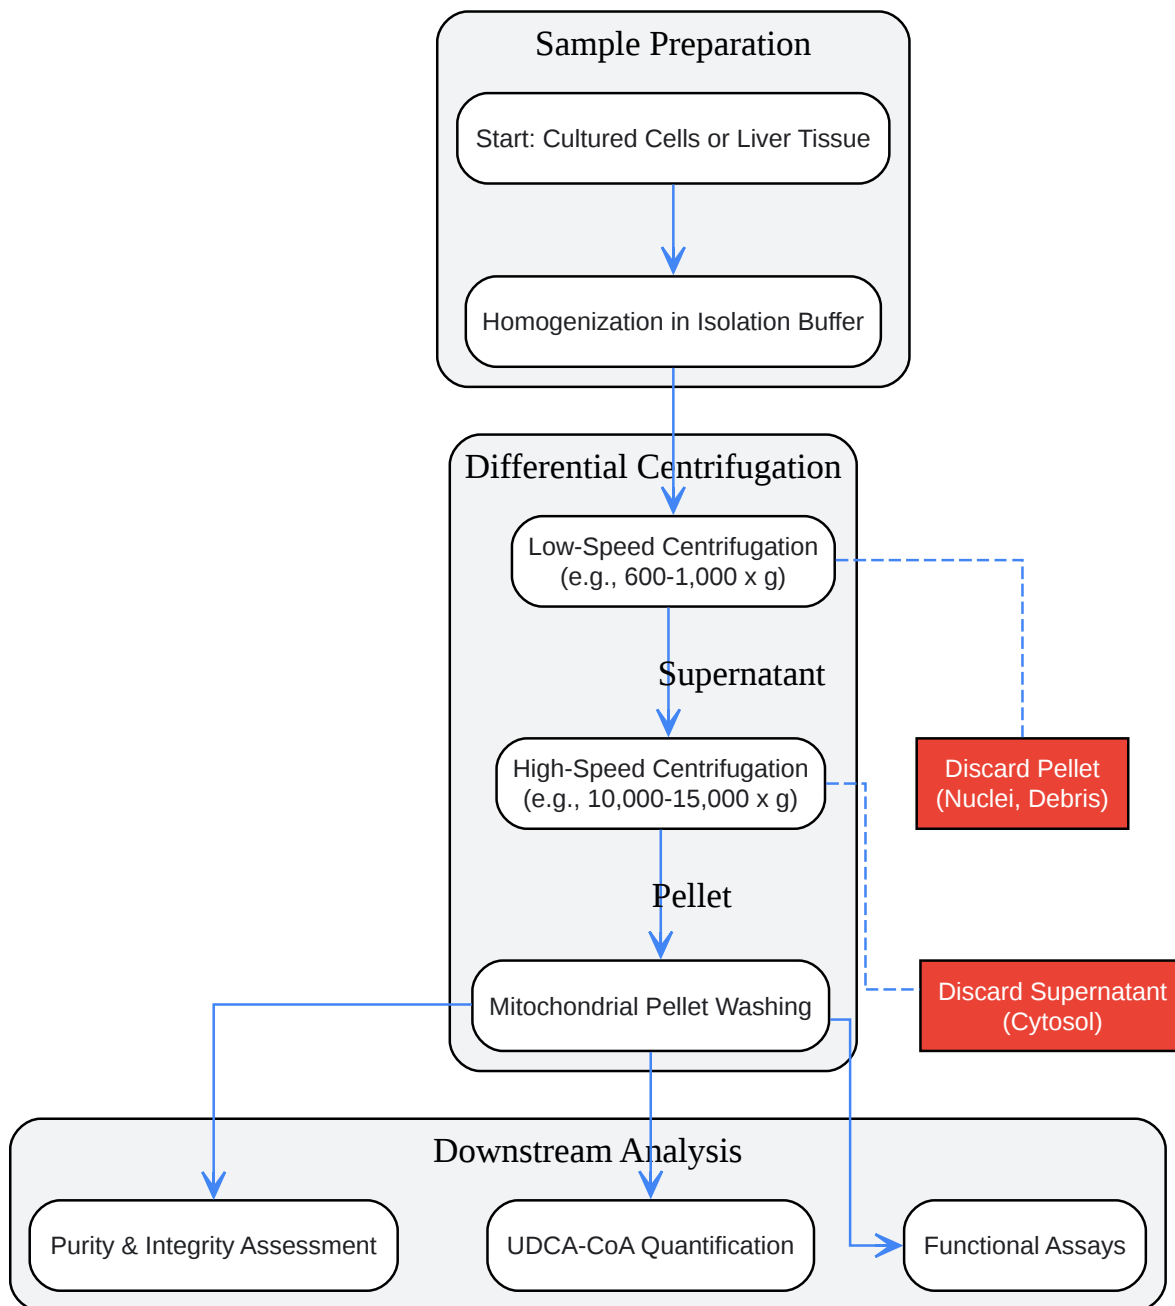 Sample Preparation
Start: Cultured Cells or Liver Tissue
Homogenization in Isolation Buffer
Differential Centrifugation
Low-Speed Centrifugation
(e.g., 600-1,000 x g)
Supernatant
High-Speed Centrifugation
(e.g., 10,000-15,000 x g)
Discard Pellet
(Nuclei, Debris)
Pellet
Mitochondrial Pellet Washing
Discard Supernatant
(Cytosol)
Downstream Analysis
Purity & Integrity Assessment
UDCA-CoA Quantification
Functional Assays